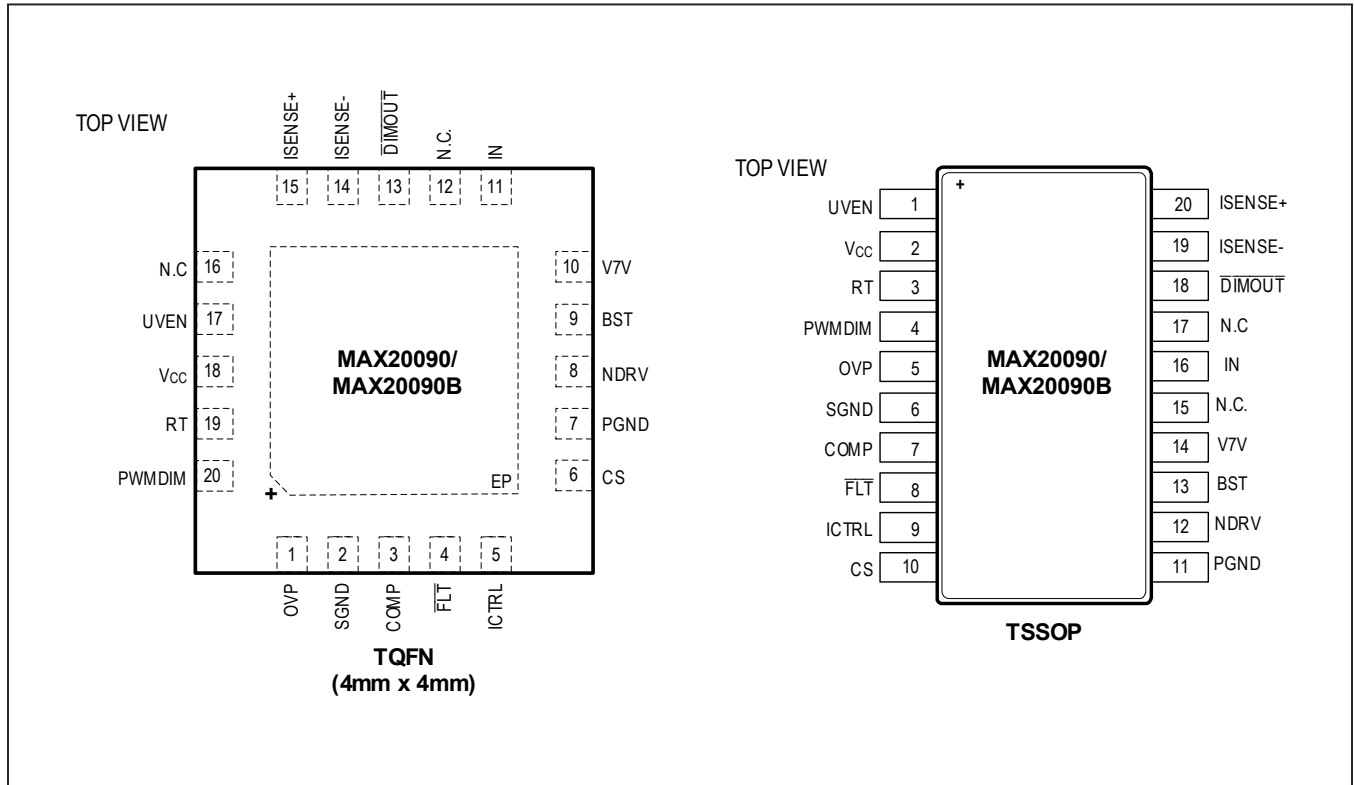 TOP VIEW
ISENSE+
ISENSE-
DIMOUT
N.C.
IN
15
14
13
12
11
N.C 16
UVEN 17
VCC 18
RT 19
PWMDIM 20
10 V7V
9 BST
8 NDRV
7 PGND
6 CS
MAX20090/
MAX20090B
EP
+
1
2
3
4
5
OVP
SGND
COMP
FLT
ICTRL
TQFN
(4mm x 4mm)
TOP VIEW
+
UVEN 1
VCC 2
RT 3
PWMDIM 4
OVP 5
SGND 6
COMP 7
FLT 8
ICTRL 9
CS 10
MAX20090/
MAX20090B
20 ISENSE+
19 ISENSE-
18 DIMOUT
17 N.C
16 IN
15 N.C.
14 V7V
13 BST
12 NDRV
11 PGND
TSSOP